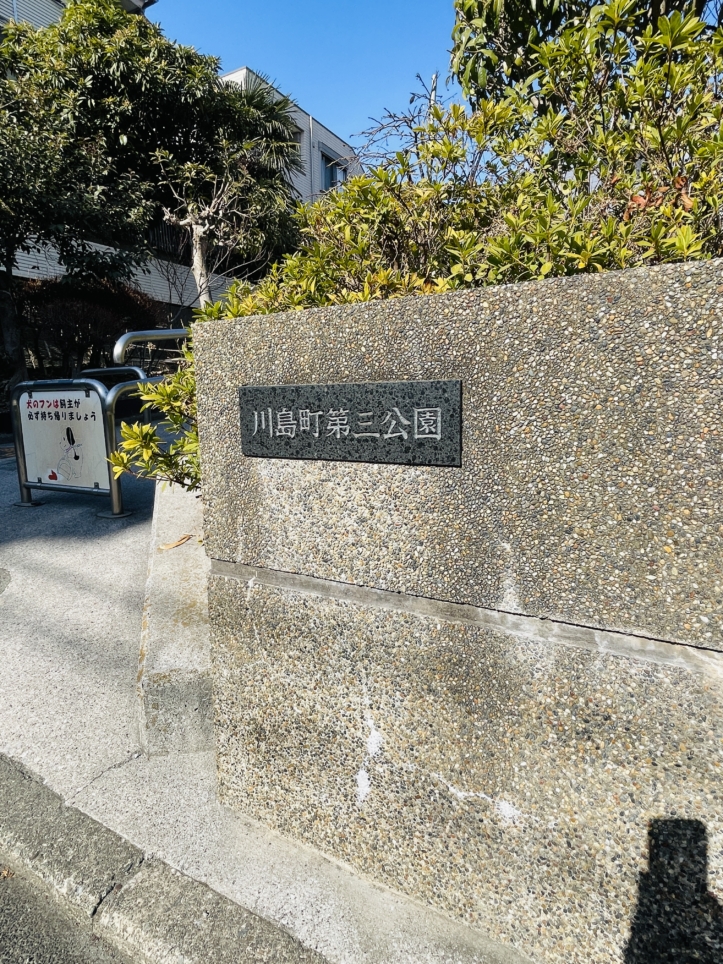 川島町第三公園
犬のフンは飼主が
必ず持ち帰りましょう